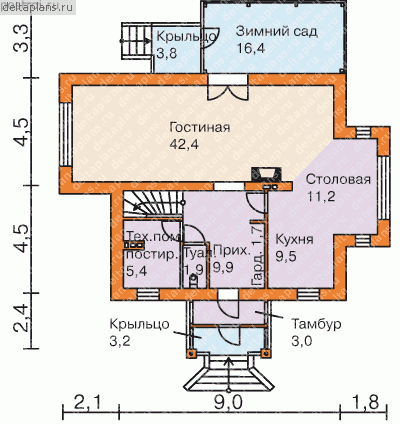 deltaplans.ru
Крыльцо
3,8
Зимний сад
16,4
3,3
Гостиная
42,4
4,5
Столовая
11,2
Тех.пом.
постир.
5,4
Туал.
1,9
Прих.
9,9
Гард. 1,7
Кухня
9,5
4,5
2,4
Крыльцо
3,2
Тамбур
3,0
2,1
9,0
1,8